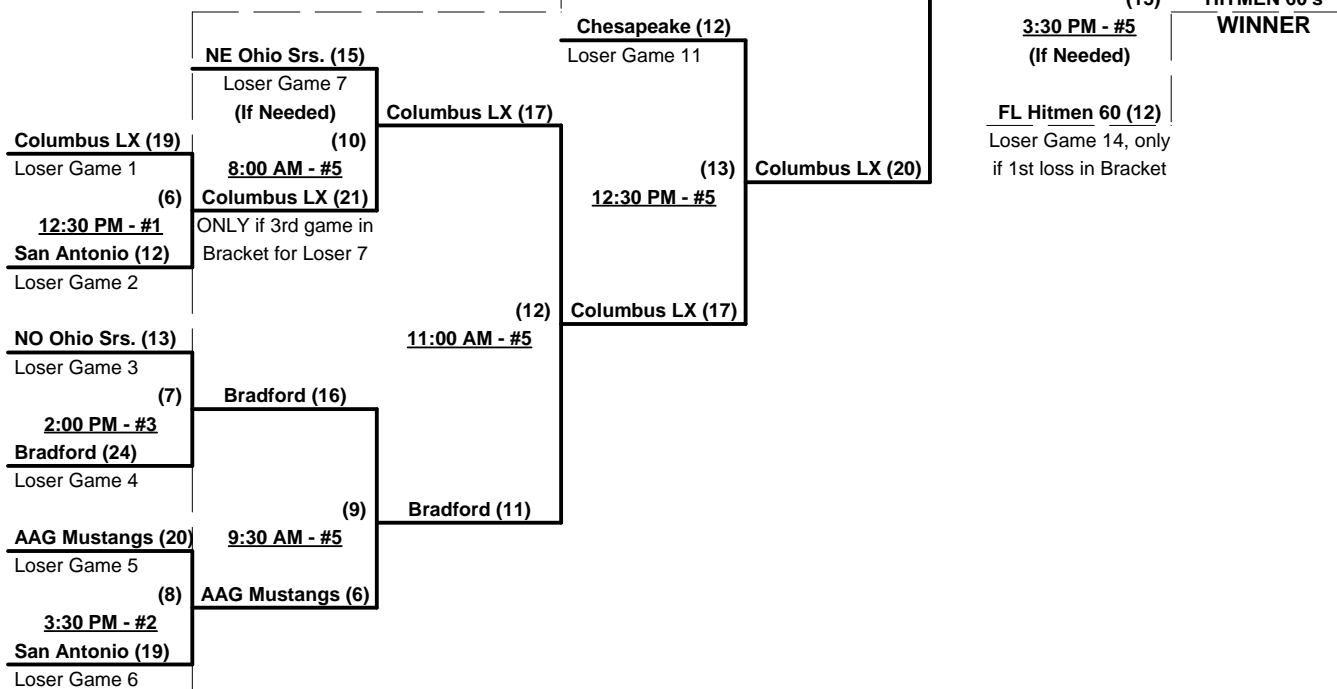 (15)
HITMEN 60's
3:30 PM - #5
WINNER
(If Needed)
FL Hitmen 60 (12)
Loser Game 14, only
if 1st loss in Bracket
Chesapeake (12)
Loser Game 11
NE Ohio Srs. (15)
Loser Game 7
(If Needed)
Columbus LX (17)
Columbus LX (19)
(10)
Loser Game 1
8:00 AM - #5
(13)
Columbus LX (20)
(6)
Columbus LX (21)
12:30 PM - #5
12:30 PM - #1
ONLY if 3rd game in
San Antonio (12)
Bracket for Loser 7
Loser Game 2
(12)
Columbus LX (17)
NO Ohio Srs. (13)
11:00 AM - #5
Loser Game 3
(7)
Bradford (16)
2:00 PM - #3
Bradford (24)
Loser Game 4
(9)
Bradford (11)
AAG Mustangs (20)
9:30 AM - #5
Loser Game 5
(8)
AAG Mustangs (6)
3:30 PM - #2
San Antonio (19)
Loser Game 6